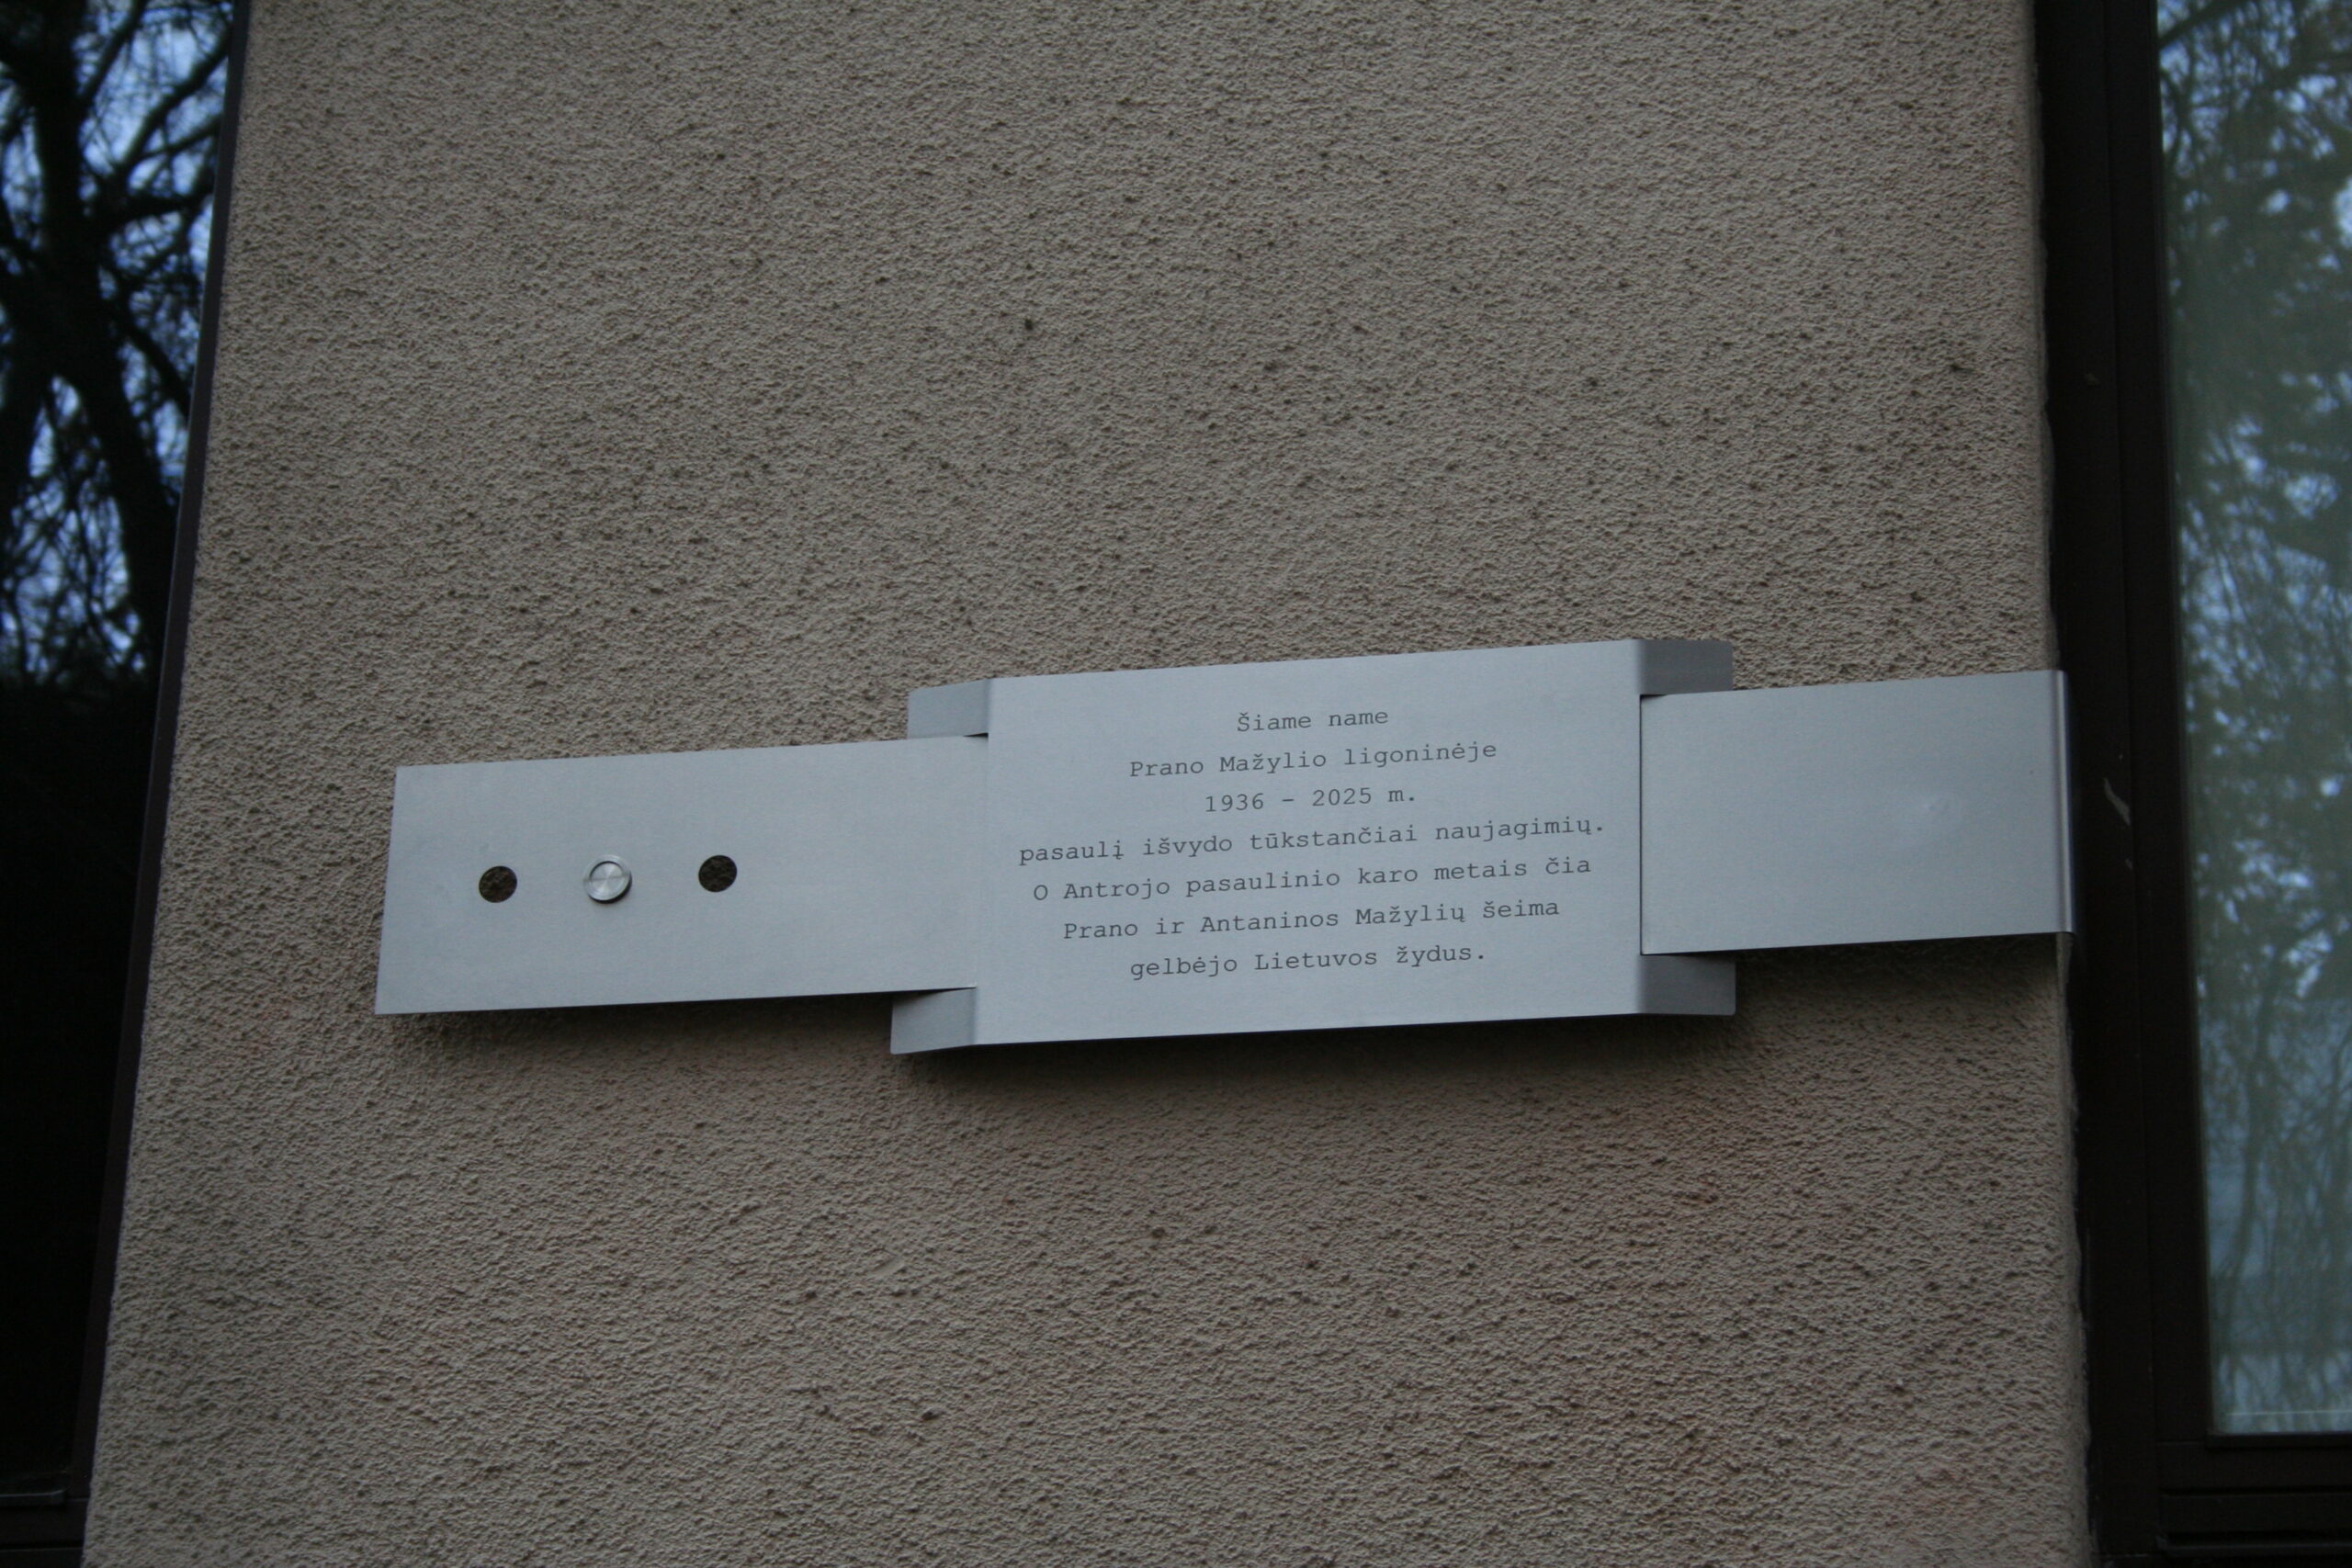 Šiame name
Prano Mažylio ligoninėje
1936 - 2025 m.
pasaulį išvydo tūkstančiai naujagimių.
O Antrojo pasaulinio karo metais čia
Prano ir Antaninos Mažylių šeima
gelbėjo Lietuvos žydus.